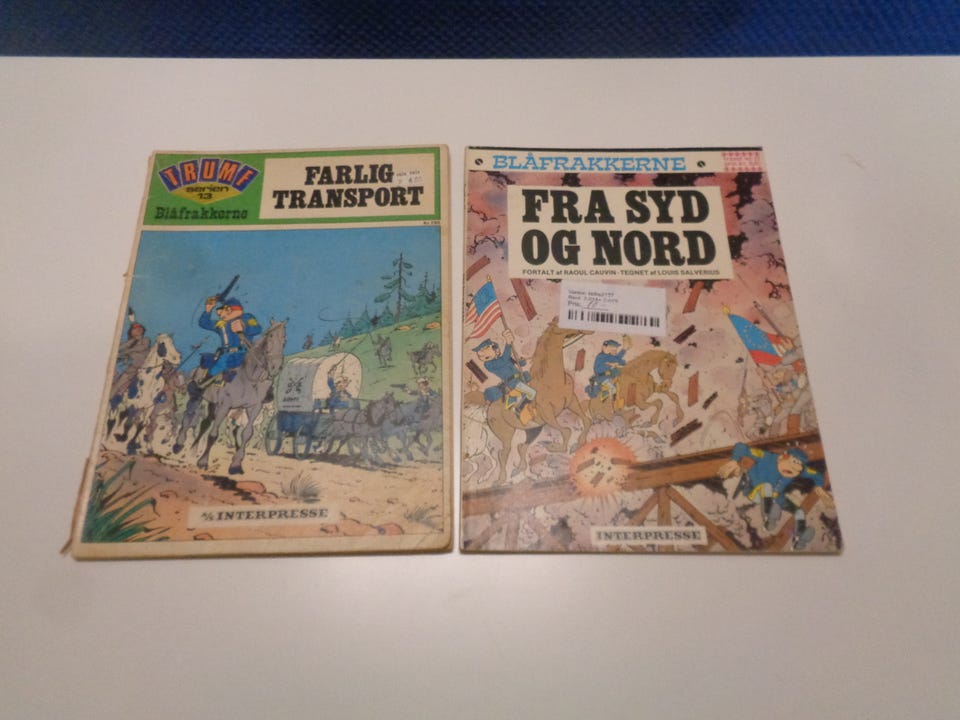 TRUMF
serien
13
Blåfrakkerne
FARLIG
TRANSPORT
ARMY
A/S INTERPRESSE
BLÅFRAKKERNE
FRA SYD
OG NORD
FORTALT af RAOUL CAUVIN - TEGNET af LOUIS SALVERIUS
INTERPRESSE